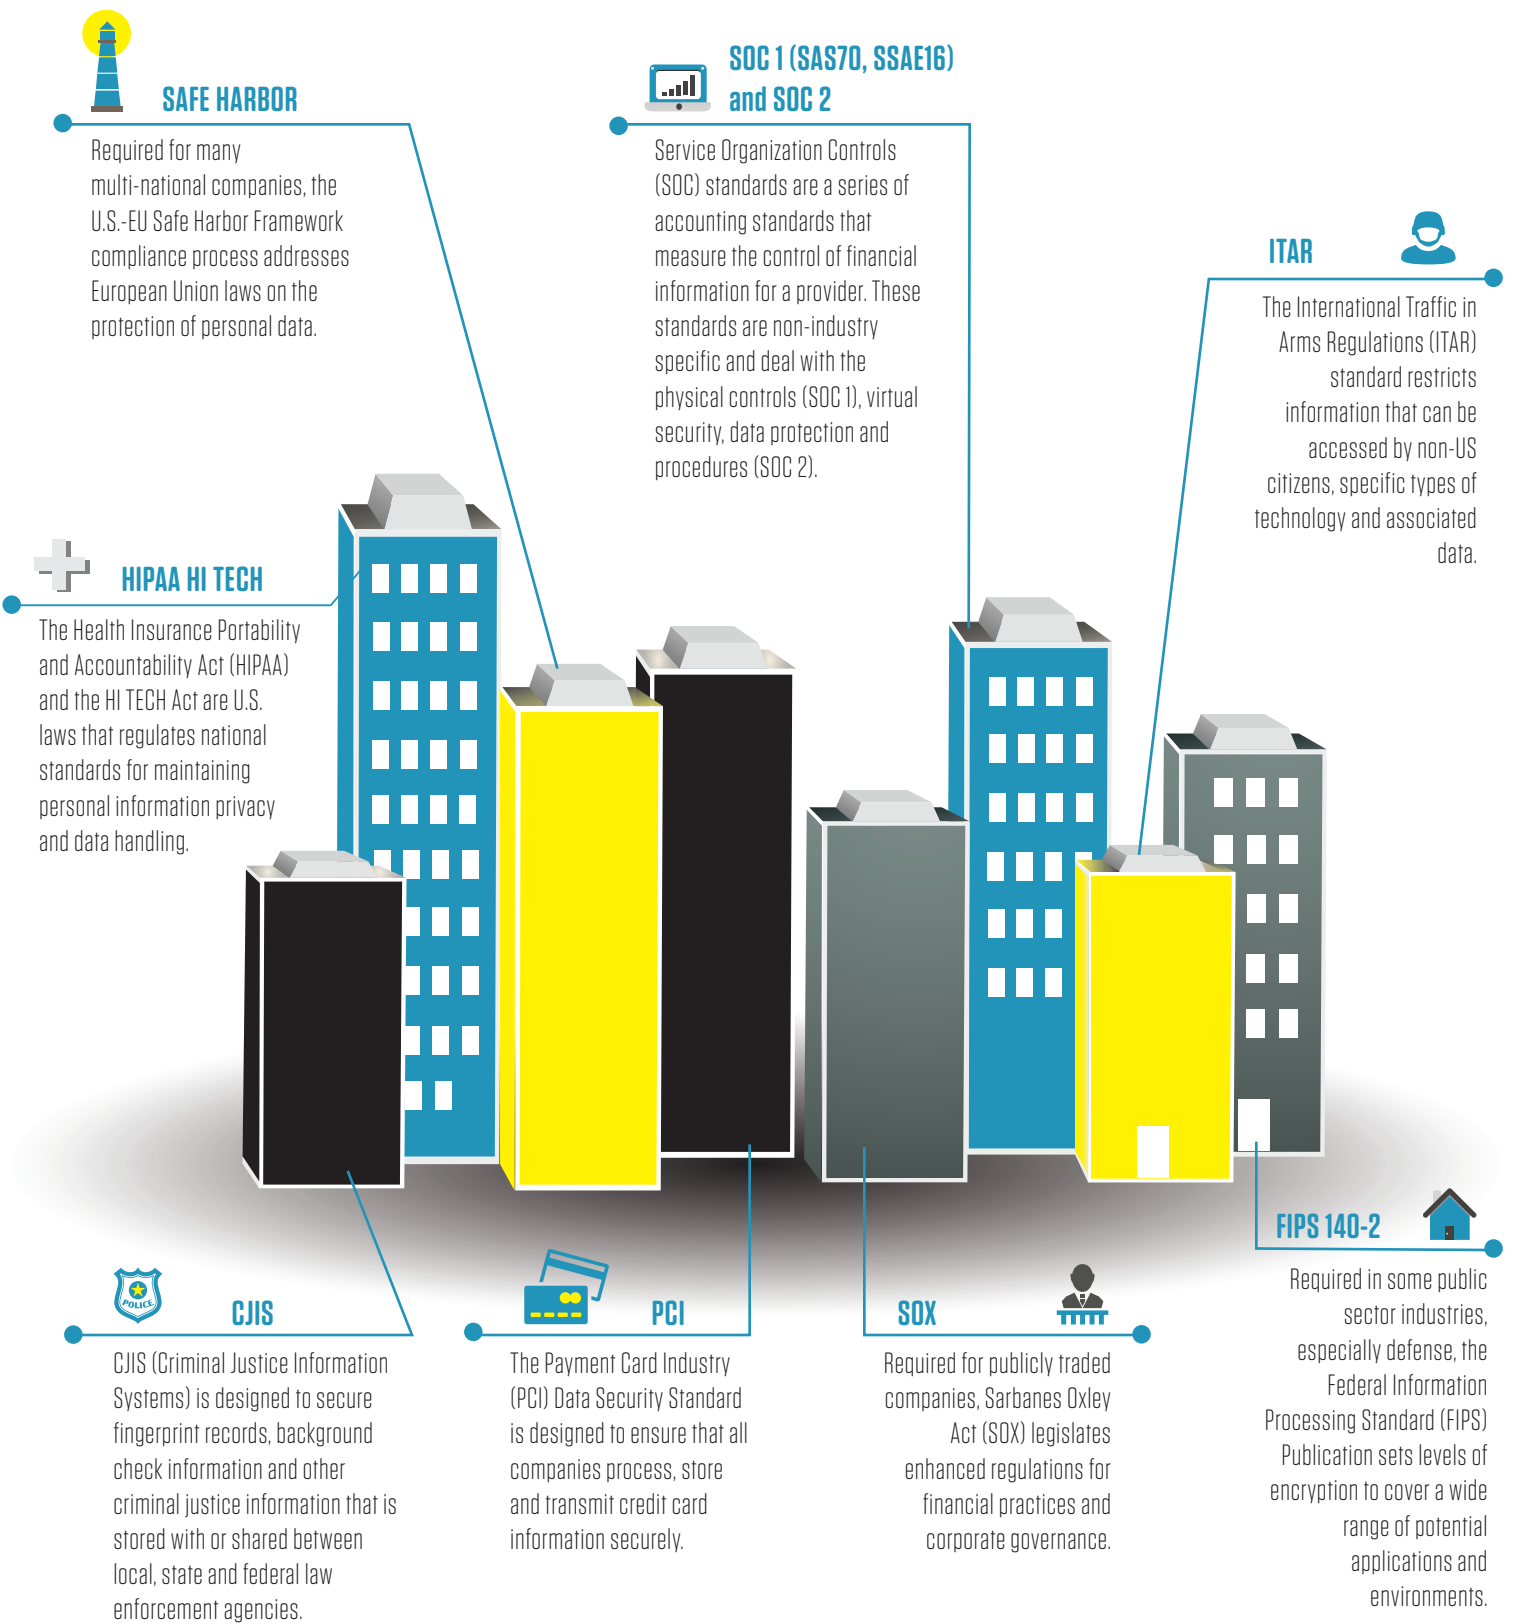 SAFE HARBOR
Required for many
multi-national companies, the
U.S.-EU Safe Harbor Framework
compliance process addresses
European Union laws on the
protection of personal data.
SOC 1 (SAS70, SSAE16)
and SOC 2
Service Organization Controls
(SOC) standards are a series of
accounting standards that
measure the control of financial
information for a provider. These
standards are non-industry
specific and deal with the
physical controls (SOC 1), virtual
security, data protection and
procedures (SOC 2).
ITAR
The International Traffic in
Arms Regulations (ITAR)
standard restricts
information that can be
accessed by non-US
citizens, specific types of
technology and associated
data.
HIPAA HI TECH
The Health Insurance Portability
and Accountability Act (HIPAA)
and the HI TECH Act are U.S.
laws that regulates national
standards for maintaining
personal information privacy
and data handling.
POLICE
CJIS
CJIS (Criminal Justice Information
Systems) is designed to secure
fingerprint records, background
check information and other
criminal justice information that is
stored with or shared between
local, state and federal law
enforcement agencies.
PCI
The Payment Card Industry
(PCI) Data Security Standard
is designed to ensure that all
companies process, store
and transmit credit card
information securely.
SOX
Required for publicly traded
companies, Sarbanes Oxley
Act (SOX) legislates
enhanced regulations for
financial practices and
corporate governance.
FIPS 140-2
Required in some public
sector industries,
especially defense, the
Federal Information
Processing Standard (FIPS)
Publication sets levels of
encryption to cover a wide
range of potential
applications and
environments.